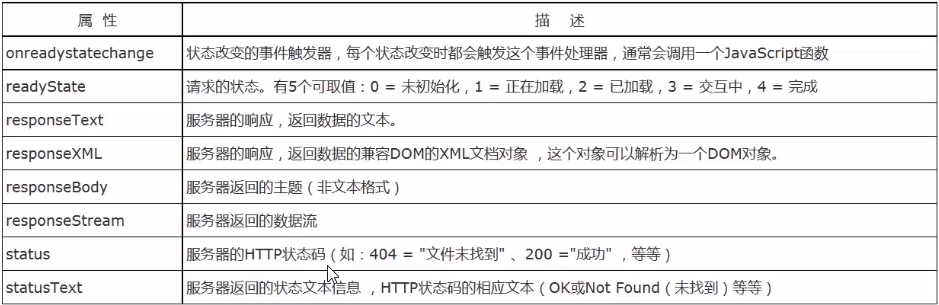 属 性 描 述
onreadystatechange 状态改变的事件触发器，每个状态改变时都会触发这个事件处理器，通常会调用一个JavaScript函数
readyState 请求的状态。有5个可取值：0 = 未初始化，1 = 正在加载，2 = 已加载，3 = 交互中，4 = 完成
responseText 服务器的响应，返回数据的文本。
responseXML 服务器的响应，返回数据的兼容DOM的XML文档对象 ，这个对象可以解析为一个DOM对象。
responseBody 服务器返回的主题（非文本格式）
responseStream 服务器返回的数据流
status 服务器的HTTP状态码（如：404 = "文件末找到" 、200 ="成功" ，等等）
statusText 服务器返回的状态文本信息 ，HTTP状态码的相应文本（OK或Not Found（未找到）等等）